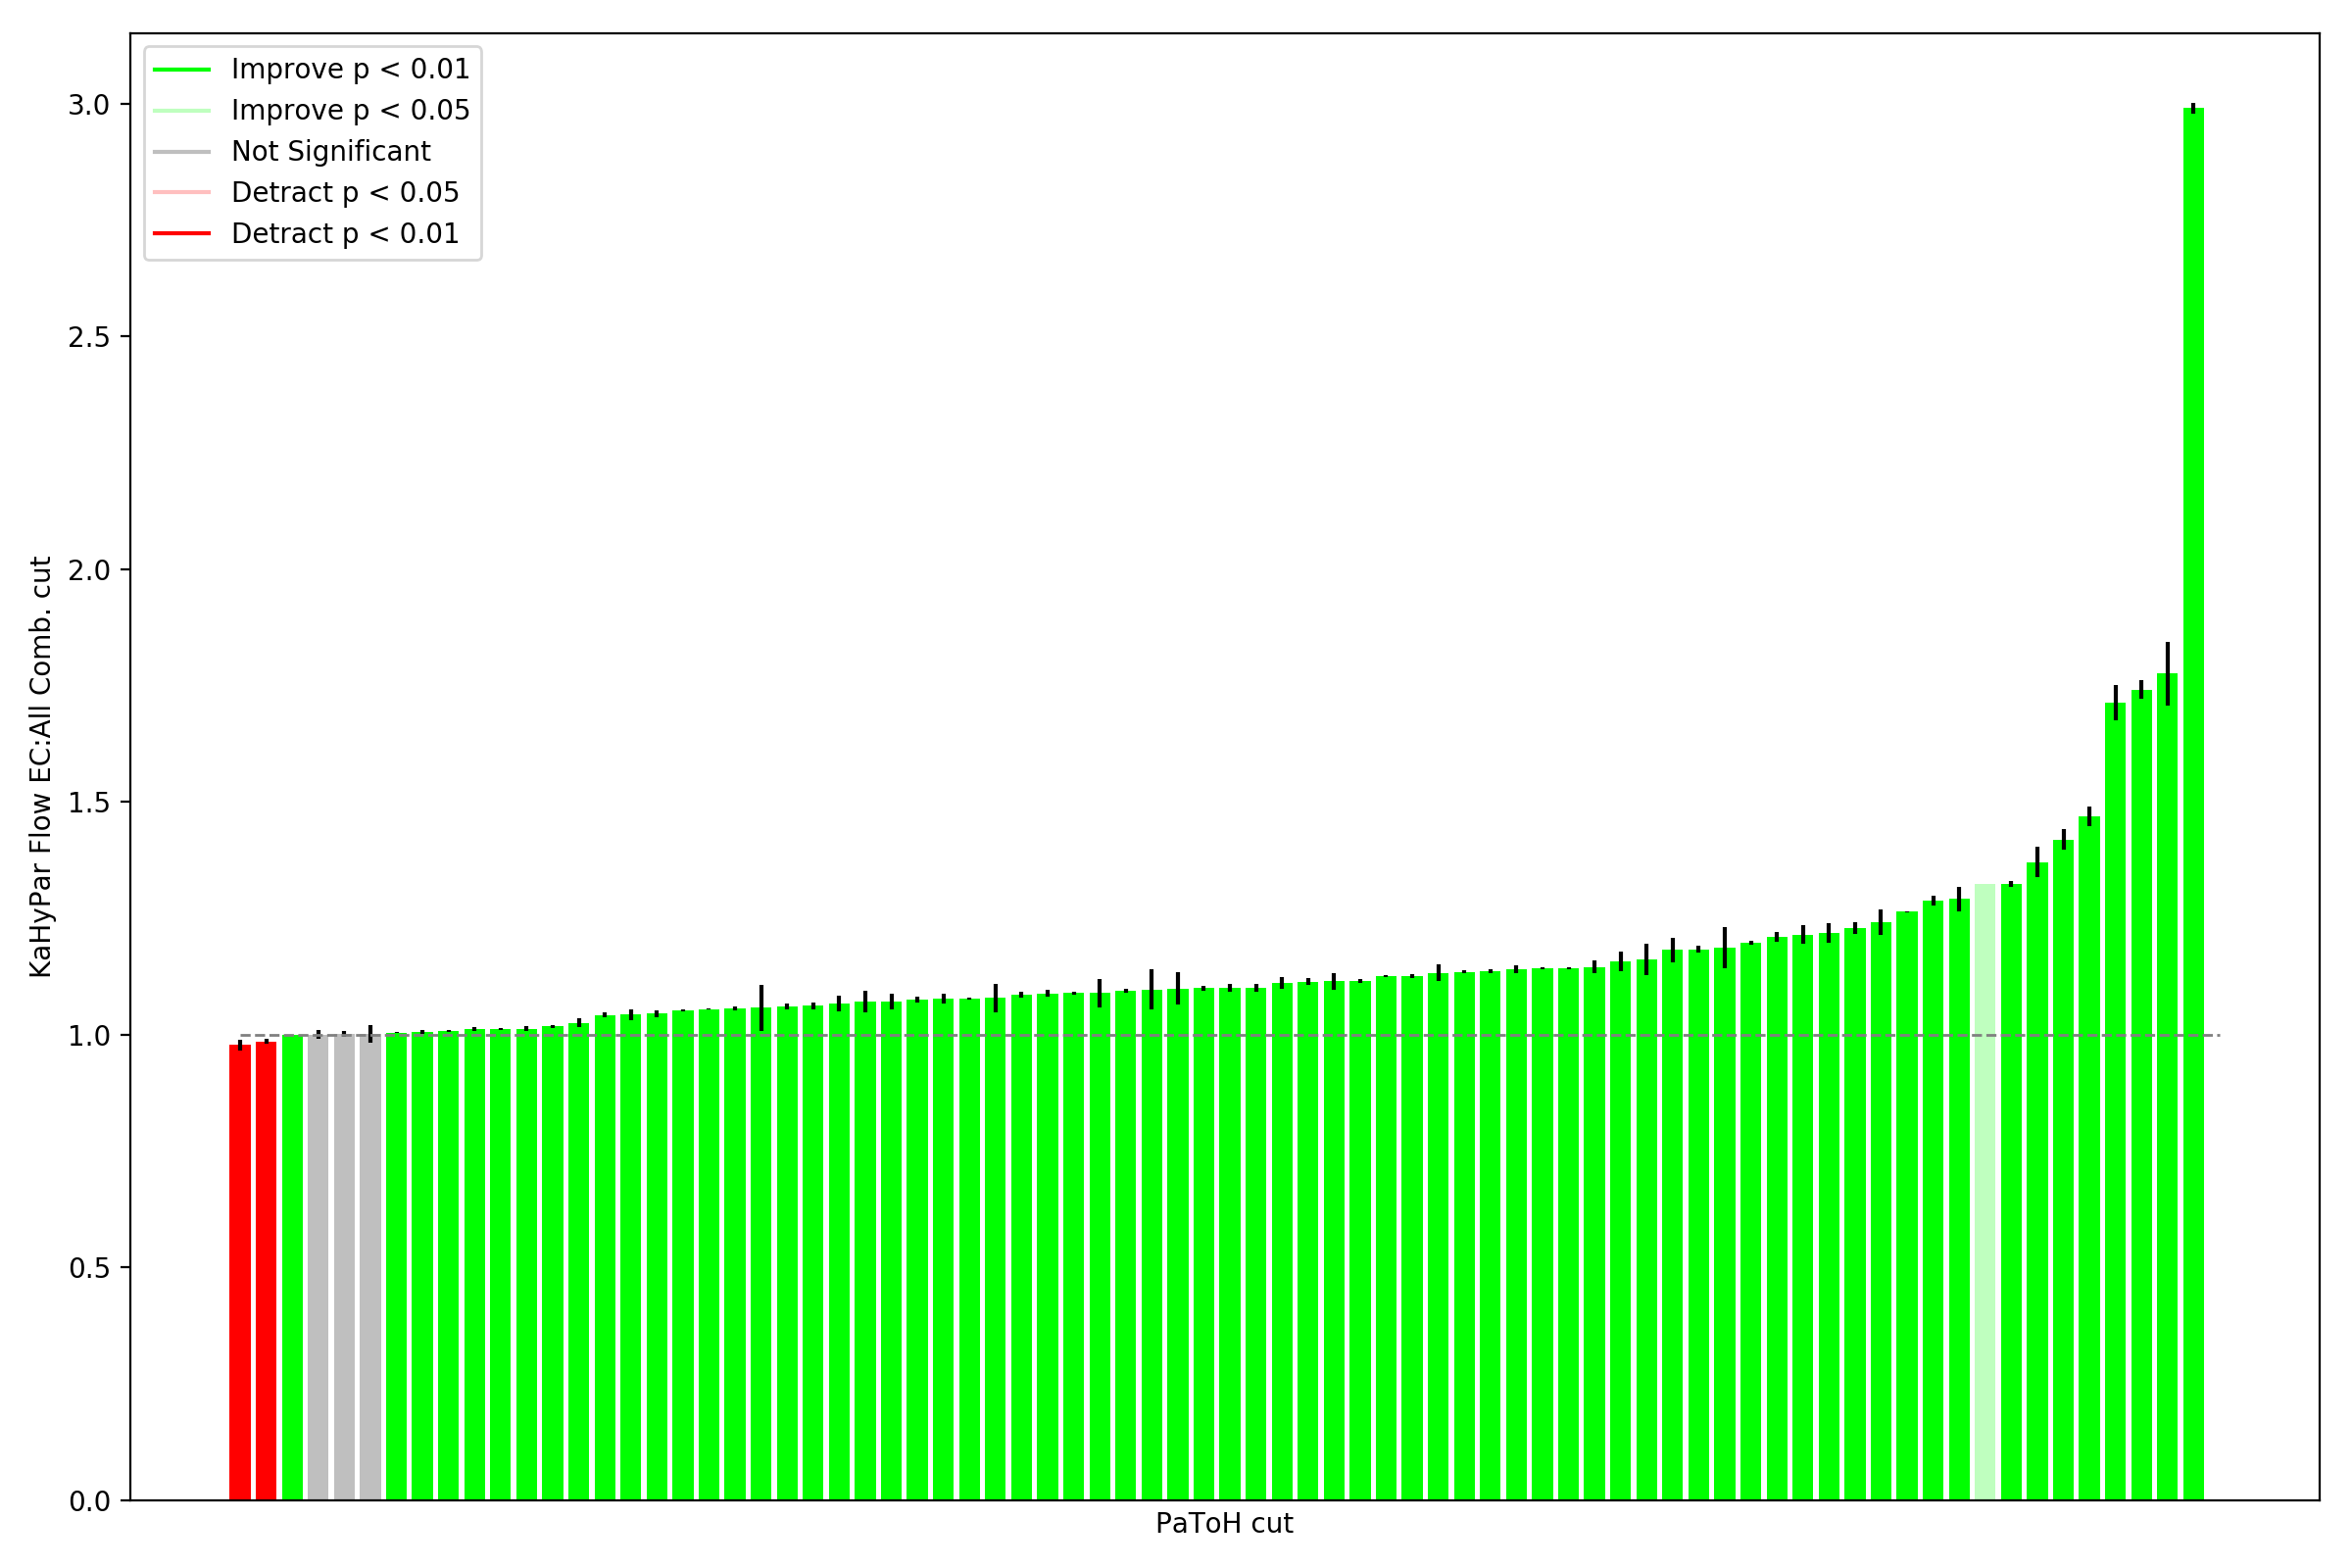 Improve p < 0.01
Improve p < 0.05
Not Significant
Detract p < 0.05
Detract p < 0.01
3.0
2.5
2.0
1.5
1.0
0.5
0.0
KaHyPar Flow EC:All Comb. cut
PaToH cut